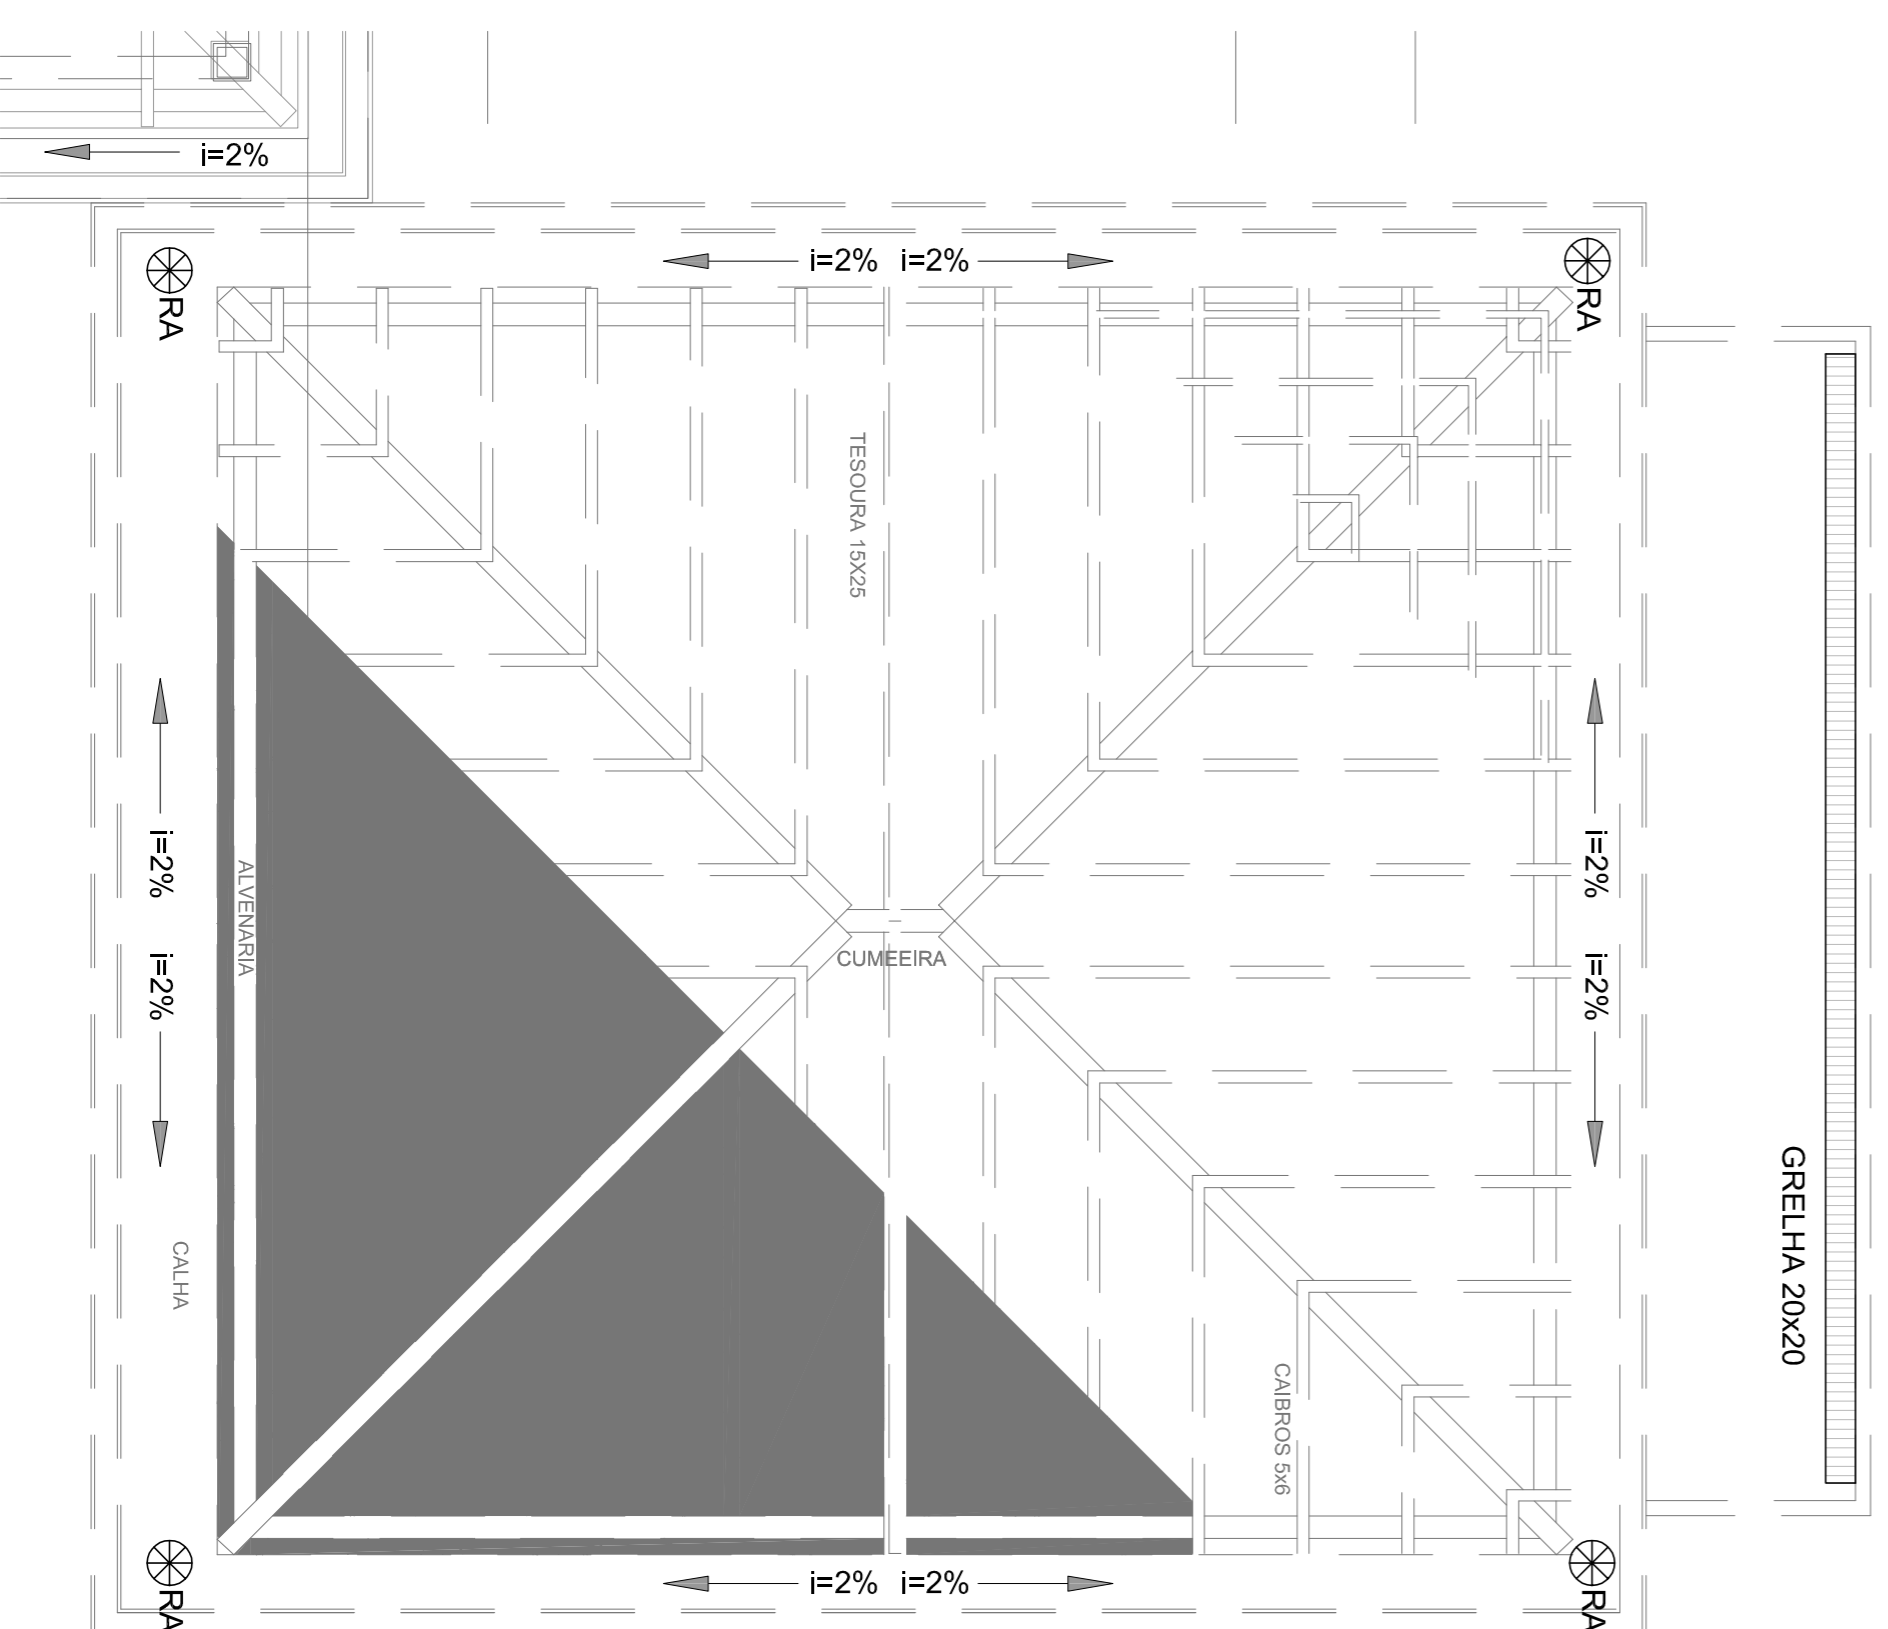 i=2%
i=2% i=2%
RA
RA
TESOURA 15X25
i=2%
i=2%
ALVENARIA
i=2%
i=2%
CUMEEIRA
GRELHA 20x20
CALHA
CAIBROS 5x6
i=2% i=2%
RA
RA